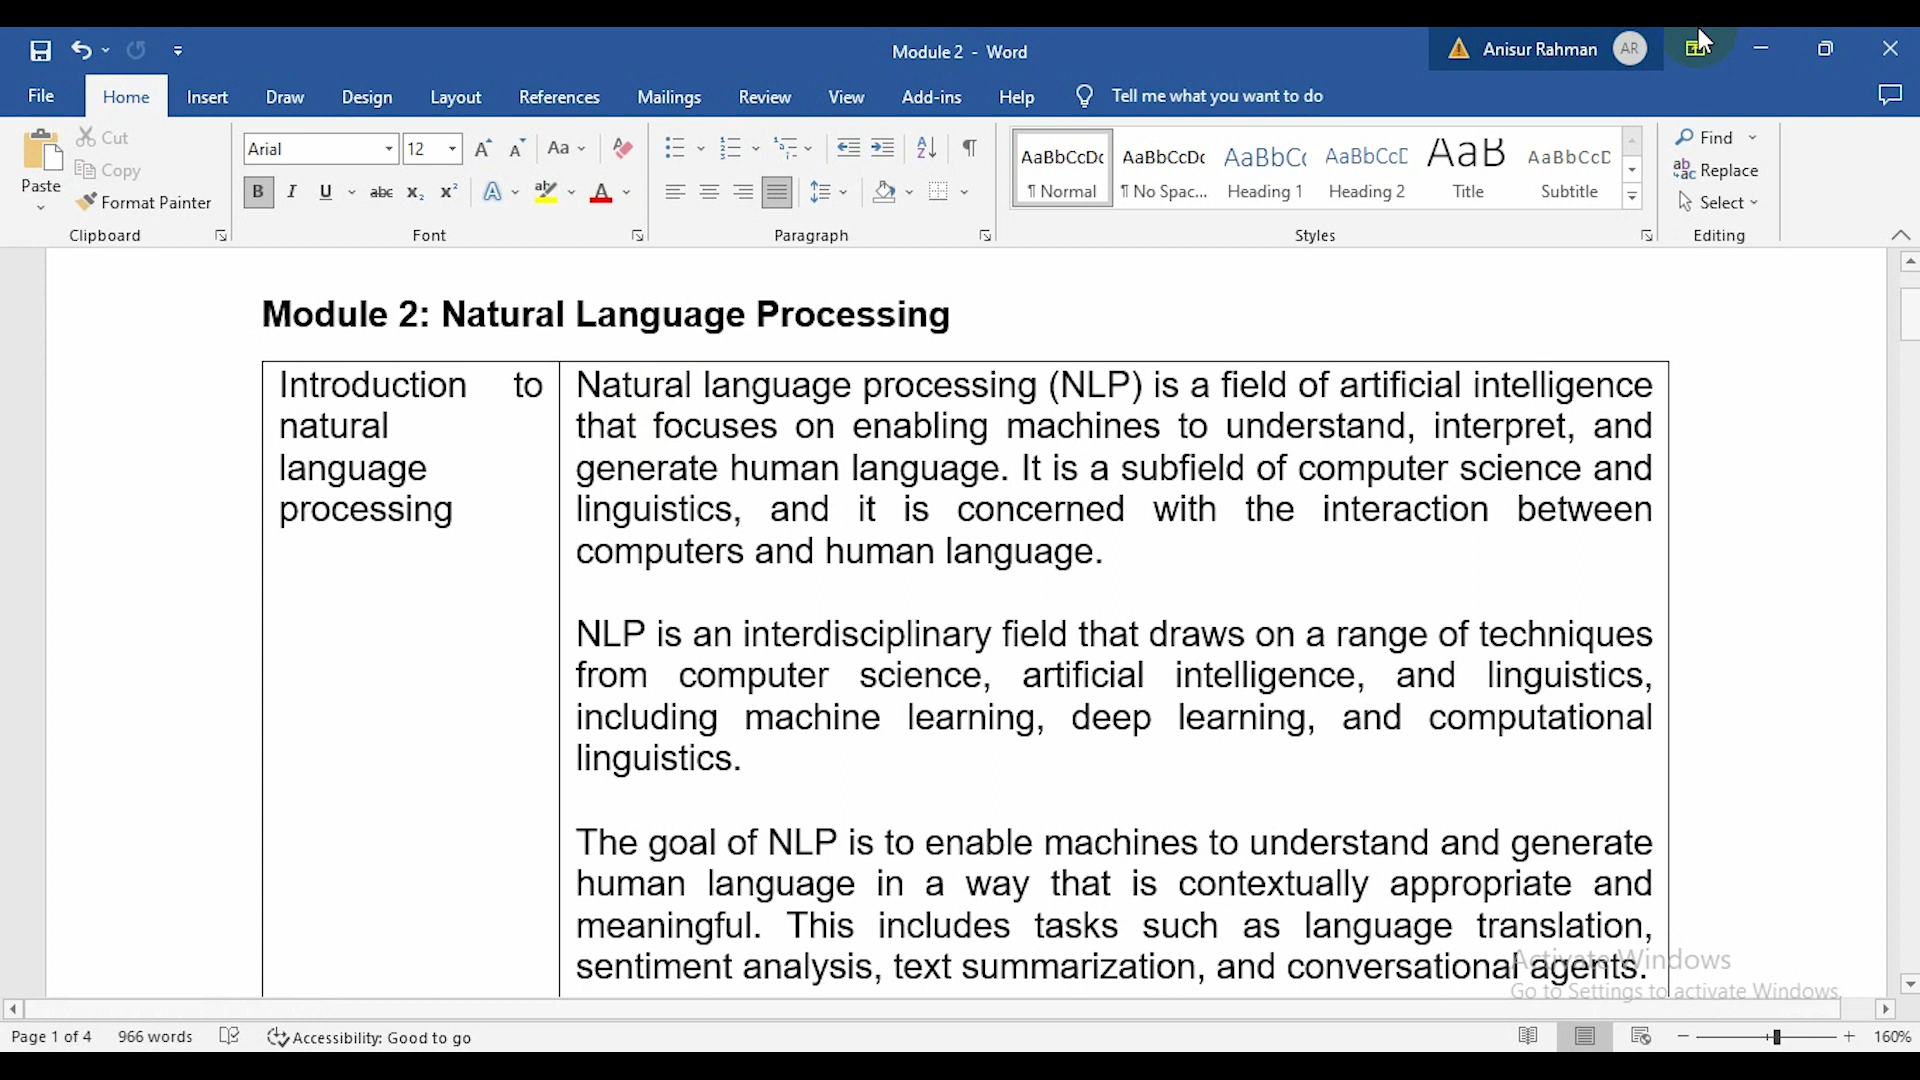 Module 2 - Word
Anisur Rahman AR
File Home Insert Draw Design Layout References Mailings Review View Add-ins Help Tell me what you want to do
Paste
Cut
Copy
Format Painter
Clipboard
Arial 12
Font
Paragraph
AaBbCcDc AaBbCcDc AaBbCc AaBbCcD AaB AaBbCcD
¶ Normal ¶ No Spac... Heading 1 Heading 2 Title Subtitle
Styles
Find
Replace
Select
Editing
Module 2: Natural Language Processing
Introduction to
natural
language
processing
Natural language processing (NLP) is a field of artificial intelligence
that focuses on enabling machines to understand, interpret, and
generate human language. It is a subfield of computer science and
linguistics, and it is concerned with the interaction between
computers and human language.
NLP is an interdisciplinary field that draws on a range of techniques
from computer science, artificial intelligence, and linguistics,
including machine learning, deep learning, and computational
linguistics.
The goal of NLP is to enable machines to understand and generate
human language in a way that is contextually appropriate and
meaningful. This includes tasks such as language translation,
sentiment analysis, text summarization, and conversational agents.
Activate Windows
Go to Settings to activate Windows.
Page 1 of 4 966 words Accessibility: Good to go 160%